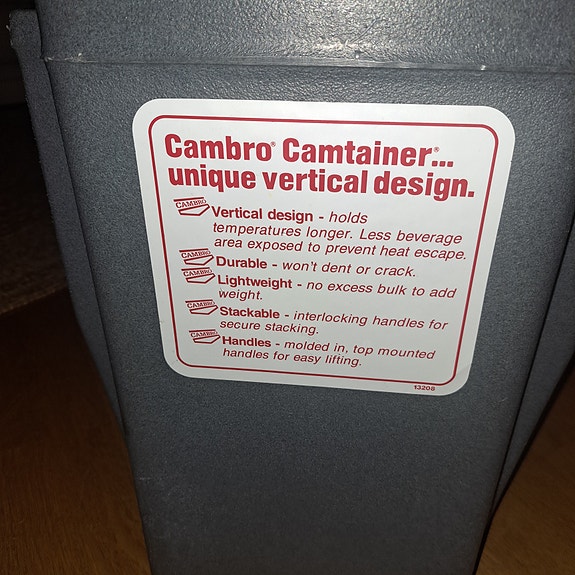 Cambro® Camtainer®...
unique vertical design.
CAMBRO Vertical design - holds
temperatures longer. Less beverage
area exposed to prevent heat escape.
CAMBRO Durable - won't dent or crack.
CAMBRO Lightweight - no excess bulk to add
weight.
CAMBRO Stackable - interlocking handles for
secure stacking.
CAMBRO Handles - molded in, top mounted
handles for easy lifting.
13208